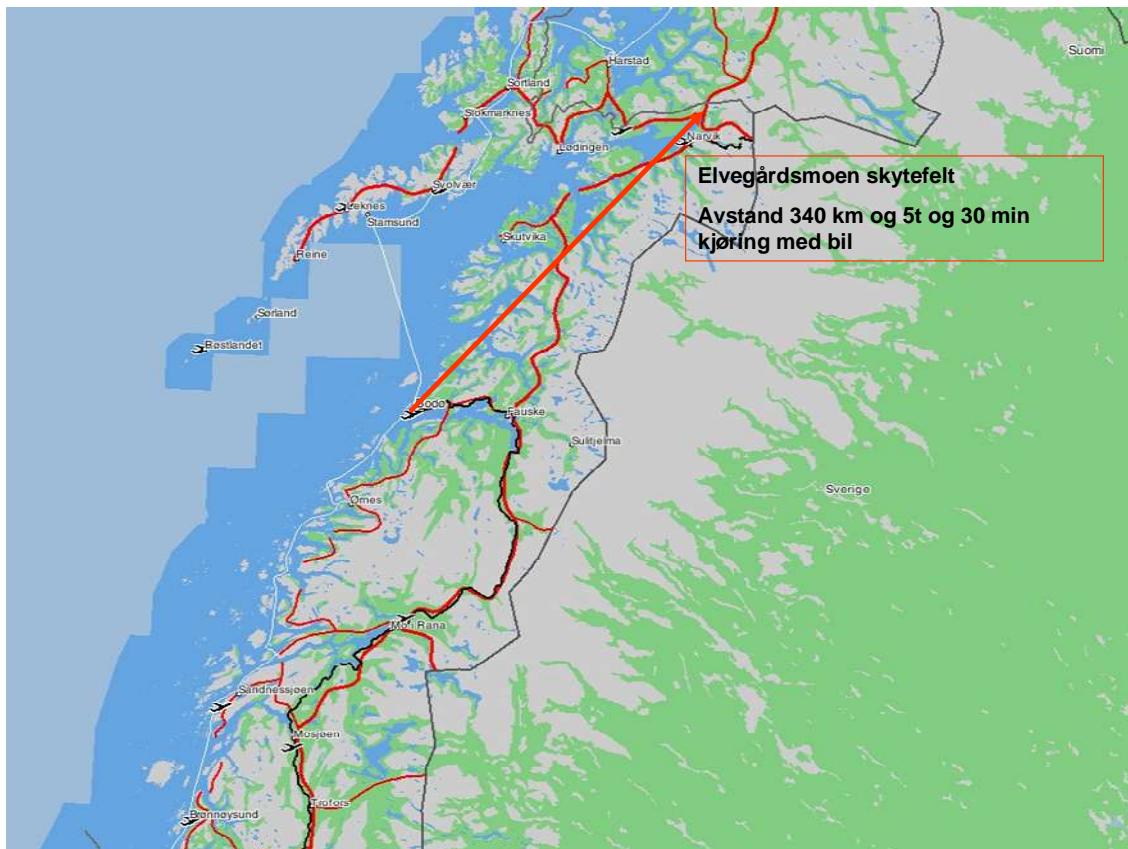 Suomi
Harstad
Sortland
Stokmarknes
Narvik
Lødingen
Elvegårdsmoen skytefelt
Avstand 340 km og 5t og 30 min
kjøring med bil
Svolvær
Leknes
Stamsund
Skutvika
Reine
Sørland
Røstlandet
Bodø
Fauske
Sulitjelma
Sverige
Ørnes
Mo i Rana
Sandnessjøen
Mosjøen
Trofors
Brønnøysund